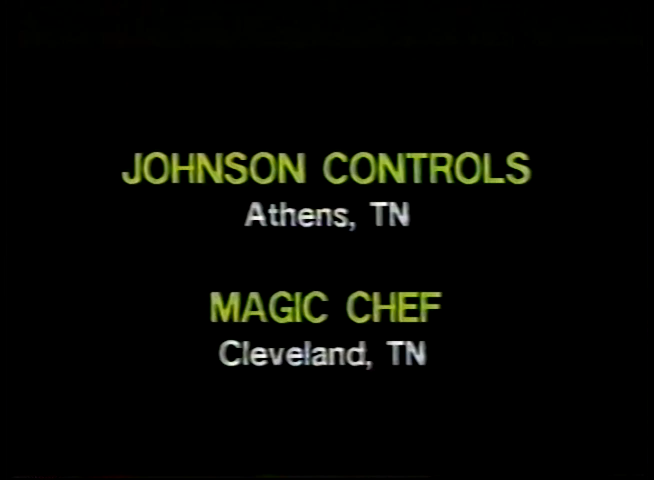 JOHNSON CONTROLS
Athens, TN
MAGIC CHEF
Cleveland, TN